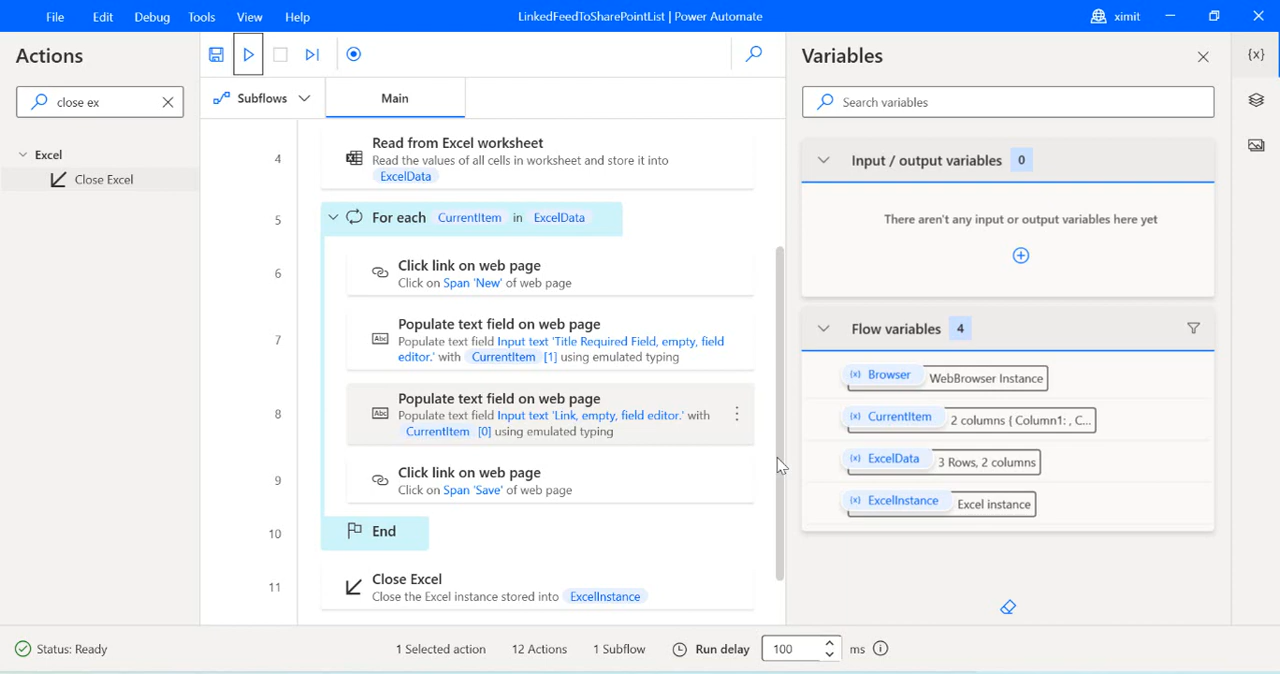 File Edit Debug Tools View Help LinkedFeedToSharePointList | Power Automate ximit
Actions
close ex
Excel
Close Excel
Subflows Main
4
Read from Excel worksheet
Read the values of all cells in worksheet and store it into
ExcelData
5 For each CurrentItem in ExcelData
6
Click link on web page
Click on Span 'New' of web page
7
Populate text field on web page
Abc
Populate text field Input text 'Title Required Field, empty, field
editor.' with CurrentItem [1] using emulated typing
8
Populate text field on web page
Abc
Populate text field Input text 'Link, empty, field editor.' with
CurrentItem [0] using emulated typing
9
Click link on web page
Click on Span 'Save' of web page
10 End
11
Close Excel
Close the Excel instance stored into ExcelInstance
Variables
{x}
Search variables
Input / output variables 0
There aren't any input or output variables here yet
Flow variables 4
(x) Browser WebBrowser Instance
(x) CurrentItem 2 columns { Column1: , C...
(x) ExcelData 3 Rows, 2 columns
(x) ExcelInstance Excel instance
Status: Ready 1 Selected action 12 Actions 1 Subflow Run delay 100 ms